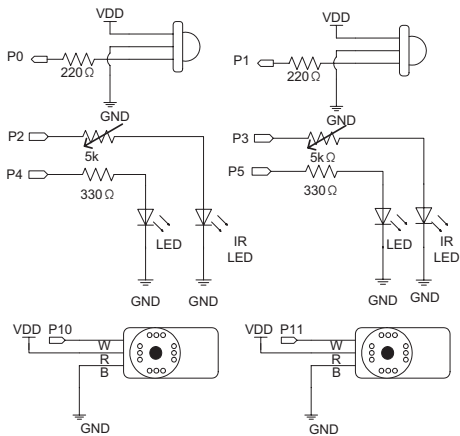 VDD
P0
220 Ω
GND
VDD
P1
220 Ω
GND
P2
5k
P4
330 Ω
LED
IR
LED
GND
GND
P3
5k Ω
P5
330 Ω
LED
IR
LED
GND
GND
VDD
P10
W
R
B
GND
VDD
P11
W
R
B
GND